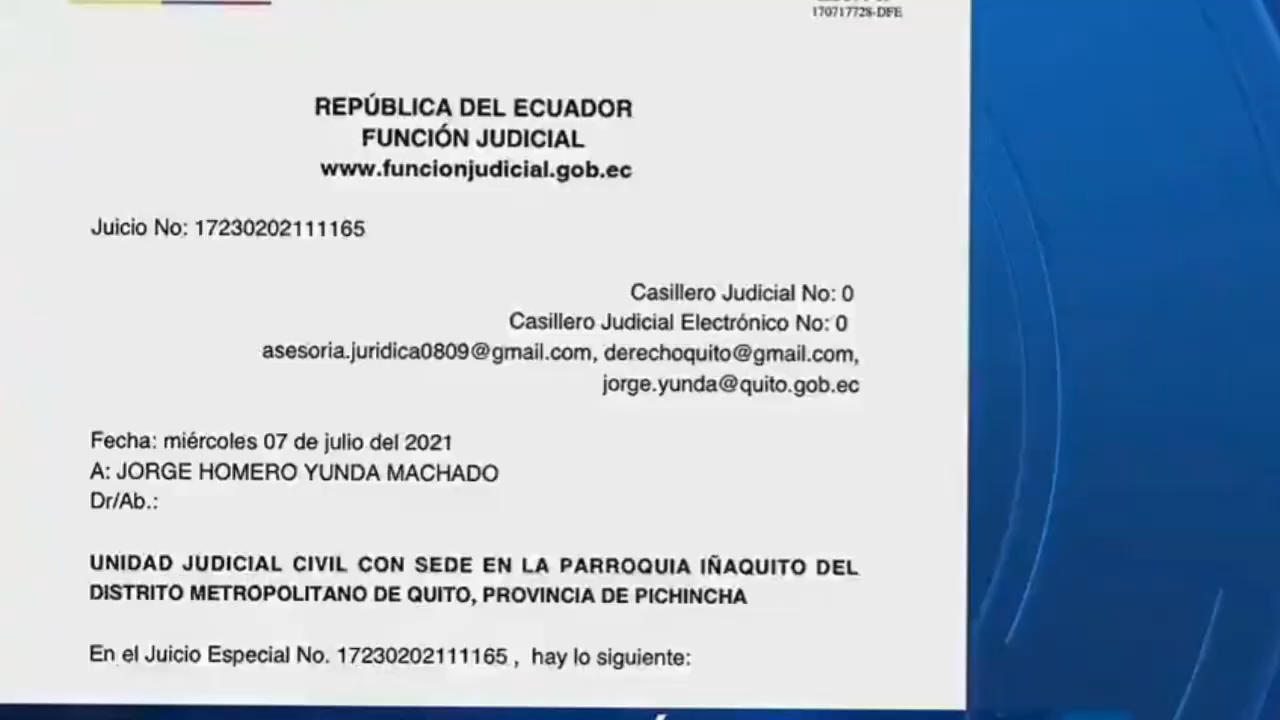 170717728-DFE
REPÚBLICA DEL ECUADOR
FUNCIÓN JUDICIAL
www.funcionjudicial.gob.ec
Juicio No: 17230202111165
Casillero Judicial No: 0
Casillero Judicial Electrónico No: 0
asesoria.juridica0809@gmail.com, derechoquito@gmail.com,
jorge.yunda@quito.gob.ec
Fecha: miércoles 07 de julio del 2021
A: JORGE HOMERO YUNDA MACHADO
Dr/Ab.:
UNIDAD JUDICIAL CIVIL CON SEDE EN LA PARROQUIA IÑAQUITO DEL
DISTRITO METROPOLITANO DE QUITO, PROVINCIA DE PICHINCHA
En el Juicio Especial No. 17230202111165 , hay lo siguiente: